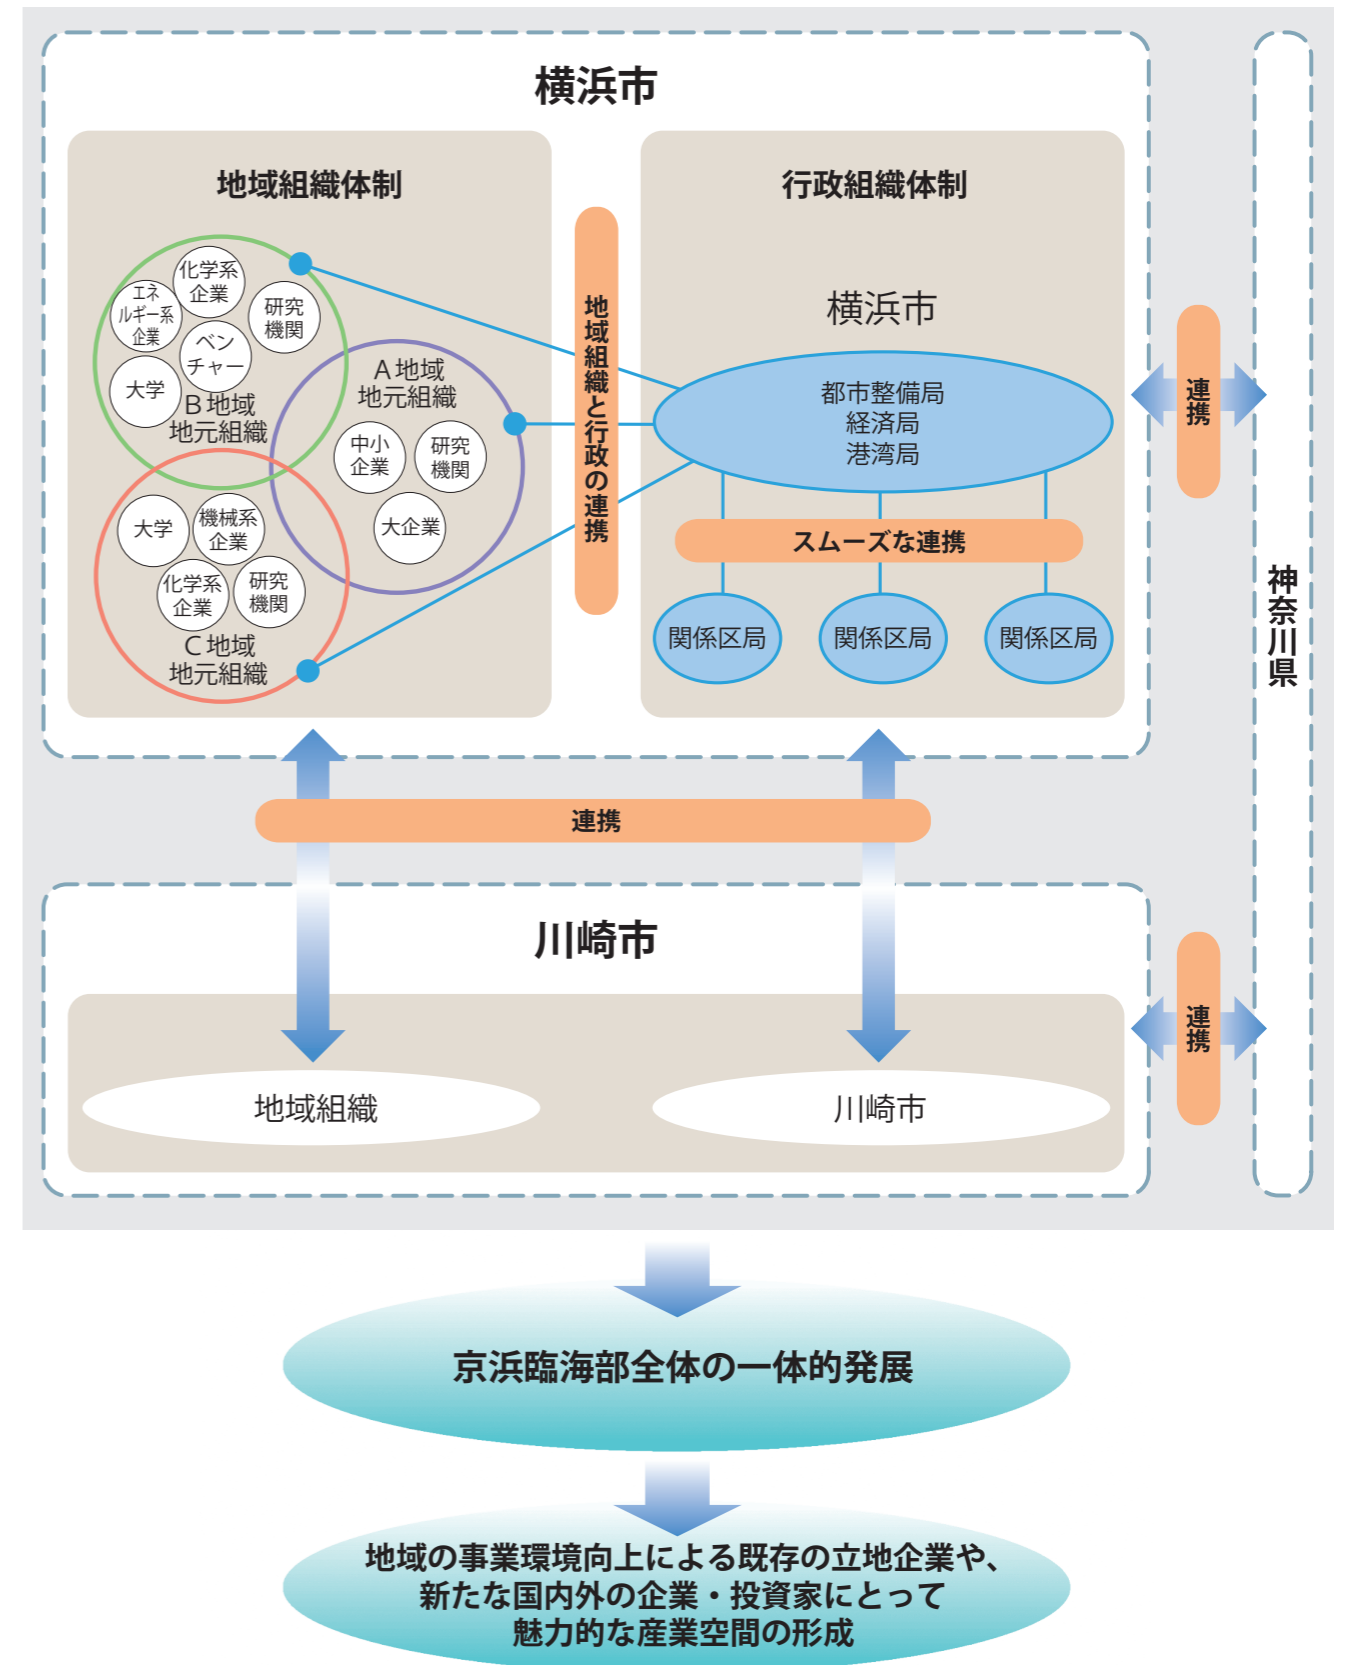 横浜市
地域組織体制
化学系
企業
エネ
ルギー系
企業
研究
機関
ベン
チャー
大学
B地域
地元組織
A地域
地元組織
中小
企業
研究
機関
大企業
大学
機械系
企業
化学系
企業
研究
機関
C地域
地元組織
地域組織と行政の連携
行政組織体制
横浜市
都市整備局
経済局
港湾局
スムーズな連携
関係区局
関係区局
関係区局
連携
神奈川県
連携
川崎市
地域組織
川崎市
連携
京浜臨海部全体の一体的発展
地域の事業環境向上による既存の立地企業や、
新たな国内外の企業・投資家にとって
魅力的な産業空間の形成